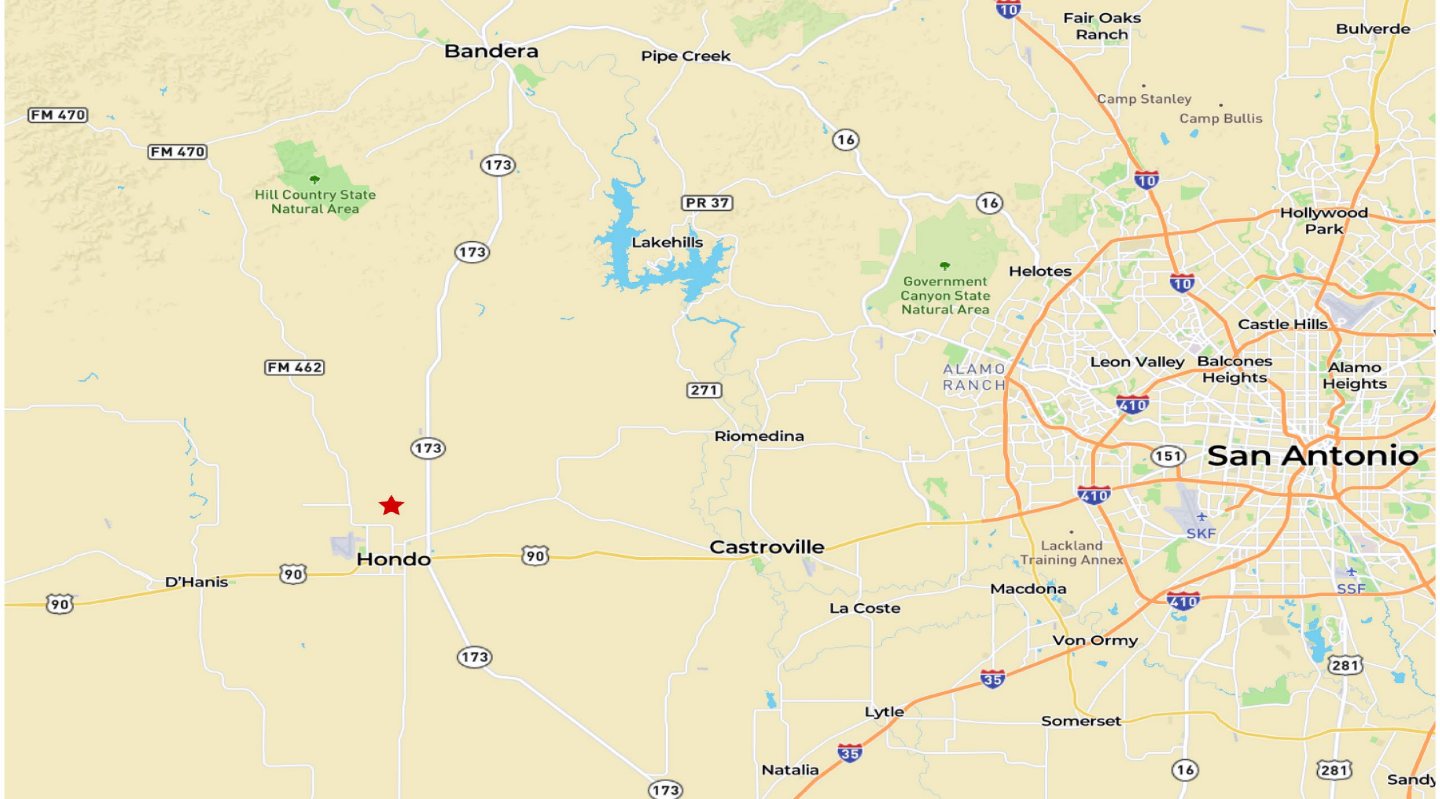 10
Fair Oaks
Ranch
Bulverde
Bandera
Pipe Creek
Camp Stanley
Camp Bullis
FM 470
FM 470
16
173
10
Hill Country State
Natural Area
PR 37
16
Hollywood
Park
Lakehills
173
Helotes
Government
Canyon State
Natural Area
10
Castle Hills
FM 462
Leon Valley
Balcones
Heights
Alamo
Heights
ALAMO
RANCH
271
410
Riomedina
173
151
San Antonio
410
SKF
Castroville
Lackland
Training Annex
Hondo
90
90
D'Hanis
SSF
Macdona
90
La Coste
410
Von Ormy
173
281
35
Lytle
Somerset
35
Natalia
16
281
Sandy
173